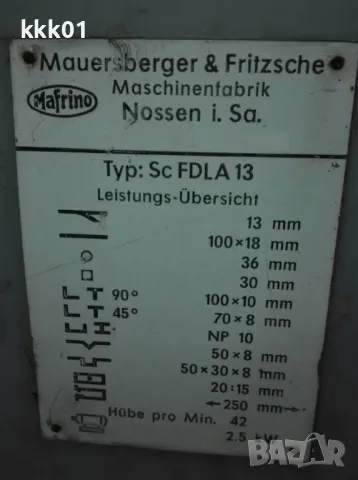 kkk01
Mauersberger & Fritzsche
Mafrino
Maschinenfabrik
Nossen i. Sa.
Typ: Sc FDLA 13
Leistungs-Übersicht
13 mm
100×18 mm
36 mm
30 mm
90° 100×10 mm
45° 70×8 mm
NP 10
50×8 mm
50×30×8 mm
20:15 mm
←250 mm→
Hübe pro Min. 42
2,5 kW
bazar